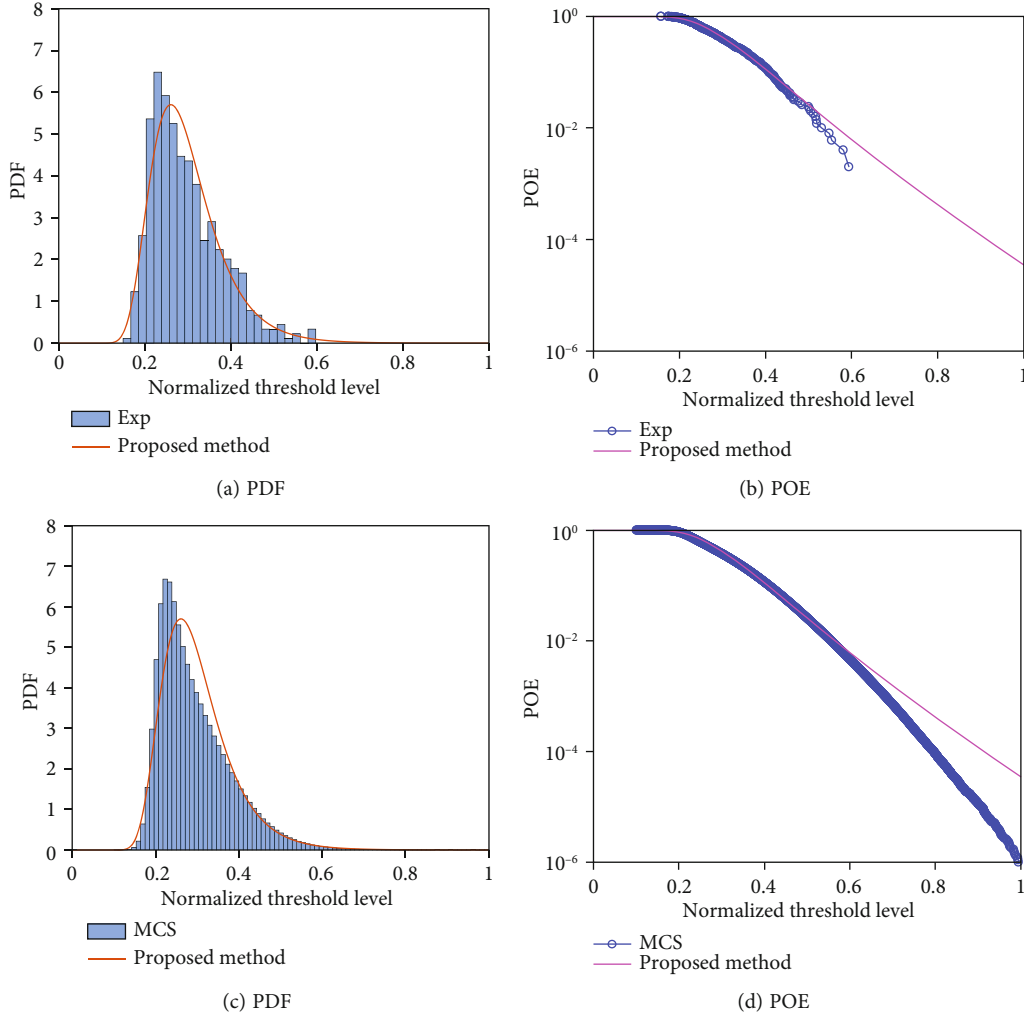 8
7
6
5
4
3
2
1
0
PDF
0
0.2
0.4
0.6
0.8
1
Normalized threshold level
Exp
Proposed method
(a) PDF
10⁰
10⁻²
10⁻⁴
10⁻⁶
POE
0
0.2
0.4
0.6
0.8
1
Normalized threshold level
Exp
Proposed method
(b) POE
8
7
6
5
4
3
2
1
0
PDF
0
0.2
0.4
0.6
0.8
1
Normalized threshold level
MCS
Proposed method
(c) PDF
10⁰
10⁻²
10⁻⁴
10⁻⁶
POE
0
0.2
0.4
0.6
0.8
1
Normalized threshold level
MCS
Proposed method
(d) POE